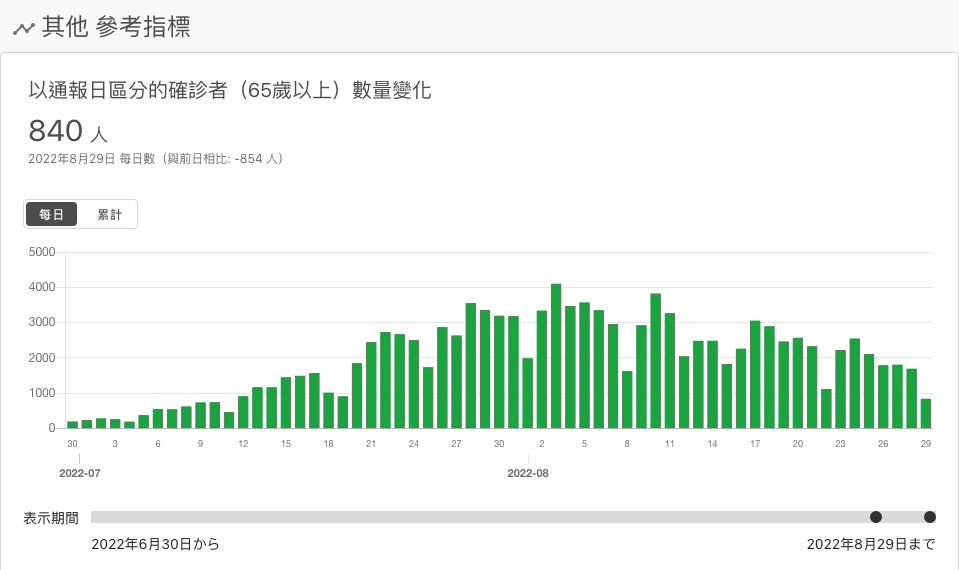 其他 參考指標
以通報日區分的確診者（65歲以上）數量變化
840 人
2022年8月29日 每日數（與前日相比: -854 人）
每日 累計
5000
4000
3000
2000
1000
0
30 3 6 9 12 15 18 21 24 27 30 2 5 8 11 14 17 20 23 26 29
2022-07 2022-08
表示期間
2022年6月30日から 2022年8月29日まで